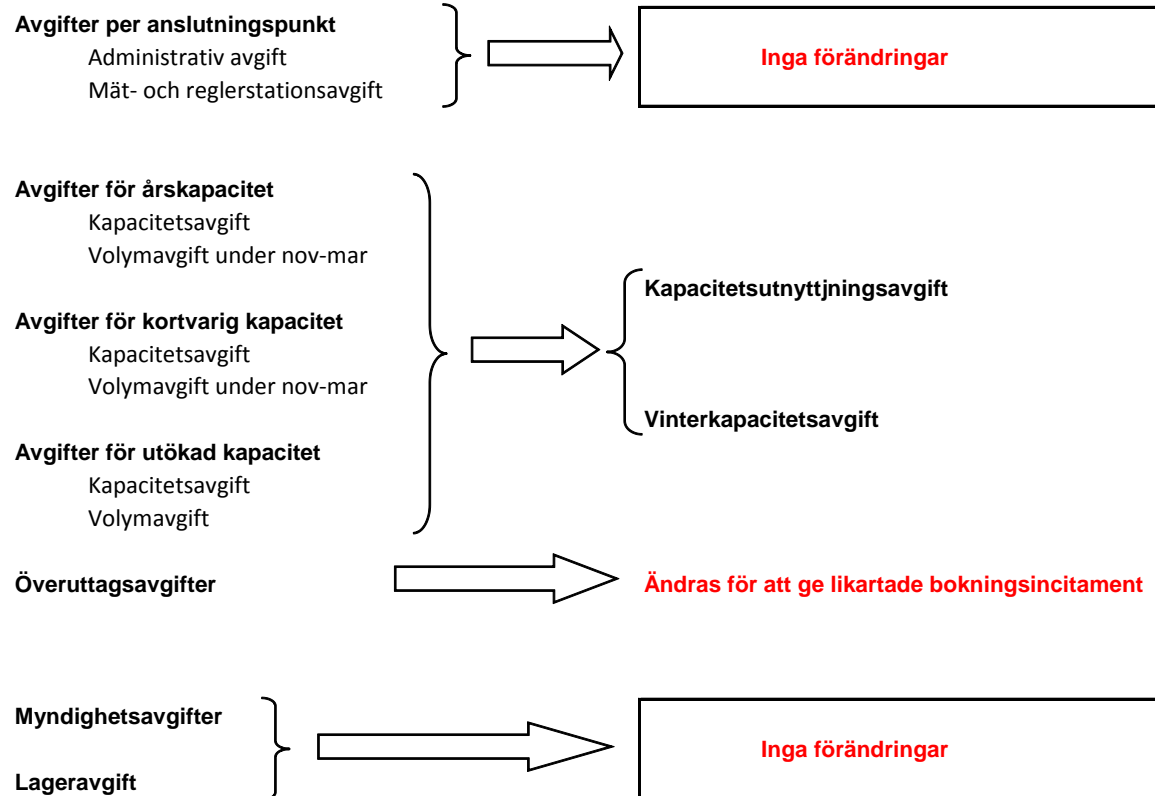 Avgifter per anslutningspunkt
Administrativ avgift
Mät- och reglerstationsavgift
Inga förändringar
Avgifter för årskapacitet
Kapacitetsavgift
Volymavgift under nov-mar
Avgifter för kortvarig kapacitet
Kapacitetsavgift
Volymavgift under nov-mar
Avgifter för utökad kapacitet
Kapacitetsavgift
Volymavgift
Kapacitetsutnyttjningsavgift
Vinterkapacitetsavgift
Överuttagsavgifter
Ändras för att ge likartade bokningsincitament
Myndighetsavgifter
Lageravgift
Inga förändringar